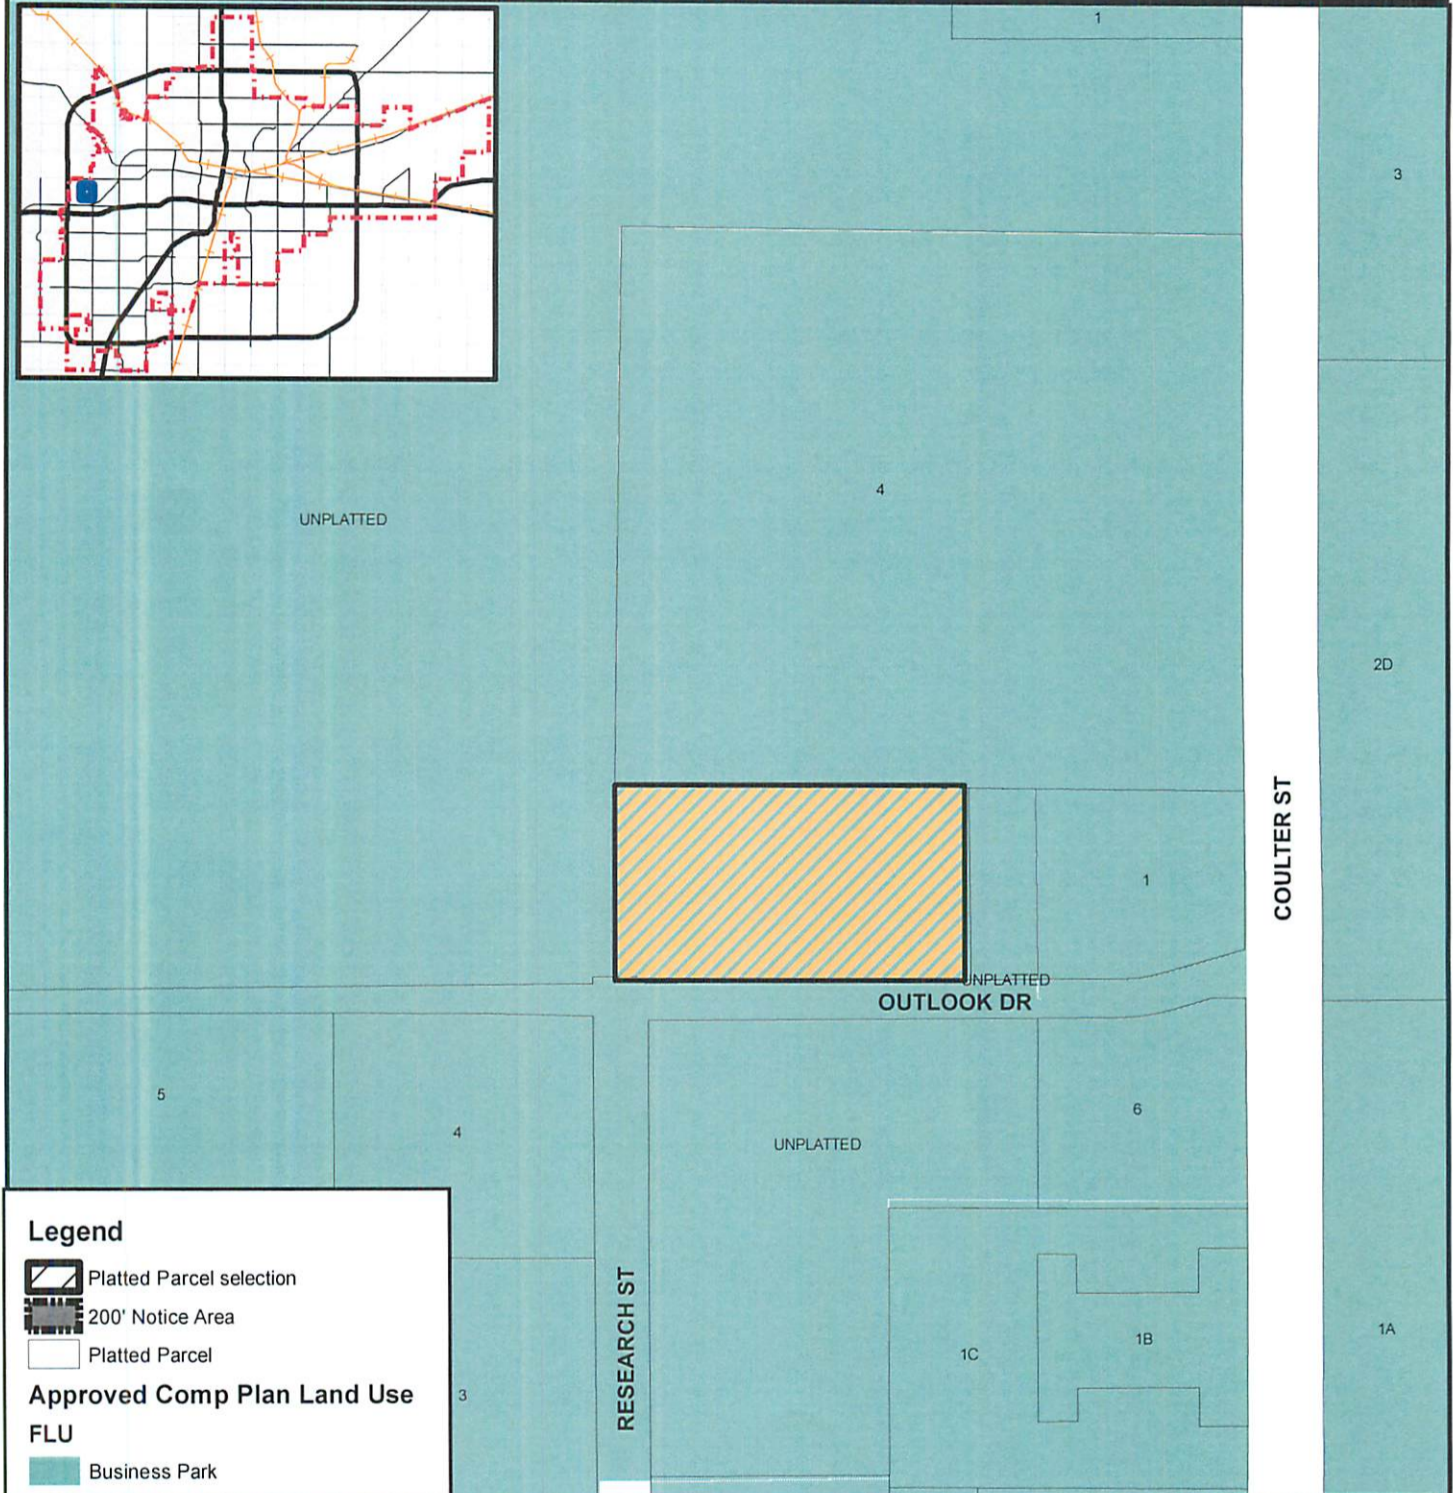 1
3
UNPLATTED
4
2D
COULTER ST
1
UNPLATTED
OUTLOOK DR
5
4
UNPLATTED
6
Legend
Platted Parcel selection
200' Notice Area
Platted Parcel
Approved Comp Plan Land Use
FLU
Business Park
3
RESEARCH ST
1C
1B
1A